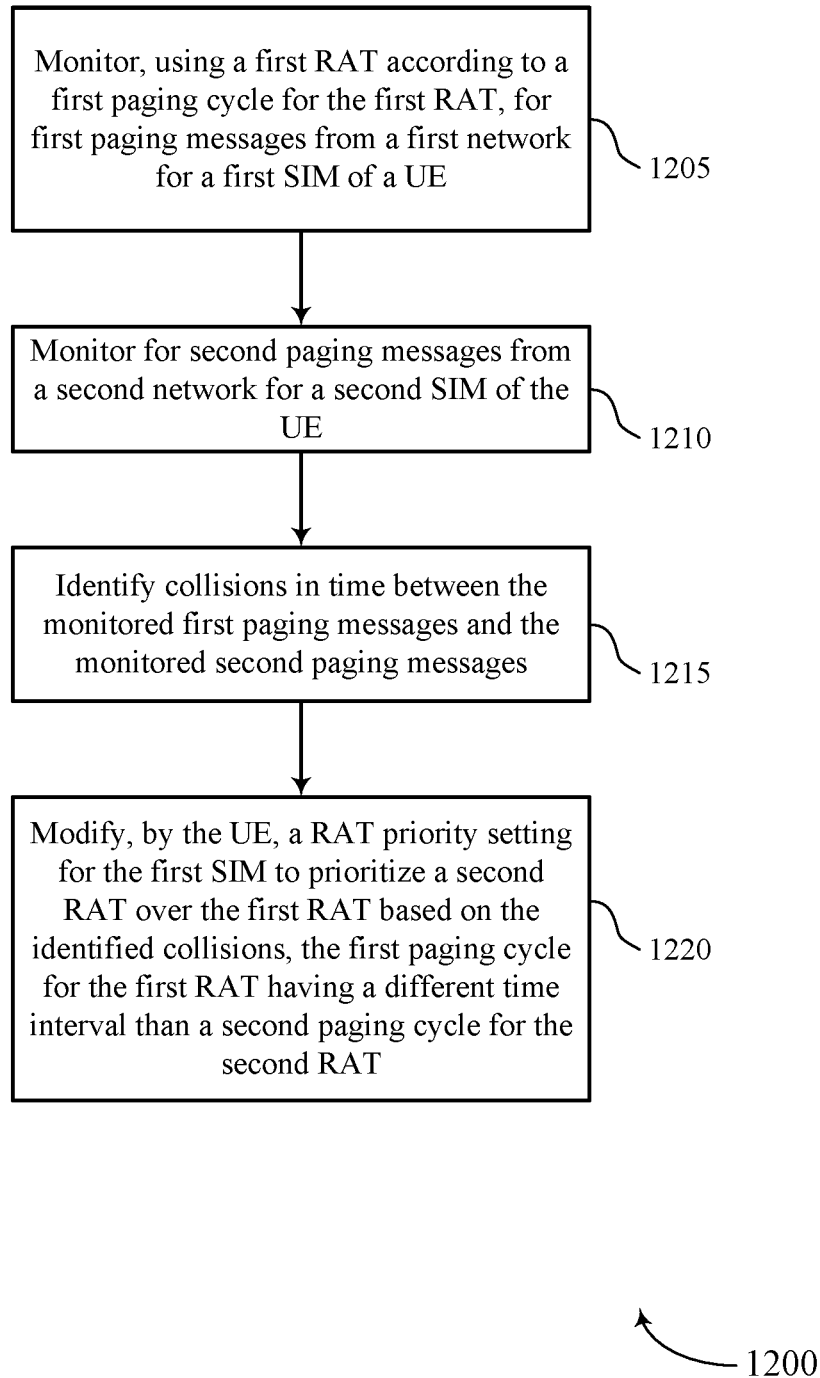 Monitor, using a first RAT according to a
first paging cycle for the first RAT, for
first paging messages from a first network
for a first SIM of a UE
1205
Monitor for second paging messages from
a second network for a second SIM of the
UE
1210
Identify collisions in time between the
monitored first paging messages and the
monitored second paging messages
1215
Modify, by the UE, a RAT priority setting
for the first SIM to prioritize a second
RAT over the first RAT based on the
identified collisions, the first paging cycle
for the first RAT having a different time
interval than a second paging cycle for the
second RAT
1220
1200